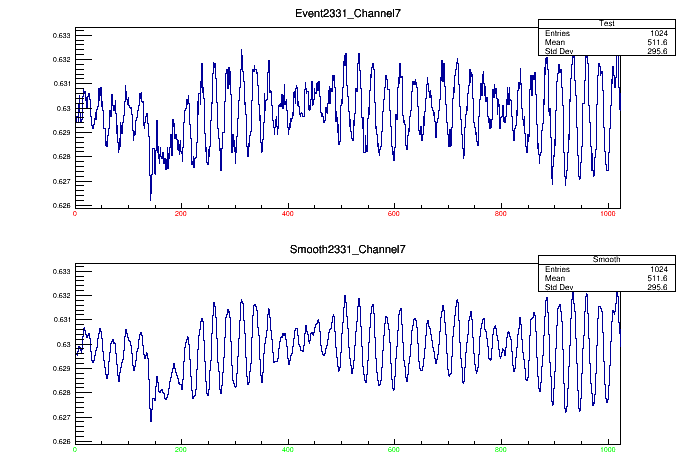 Event2331_Channel7
Test
Entries 1024
Mean 511.6
Std Dev 295.6
0.633
0.632
0.631
0.63
0.629
0.628
0.627
0.626
0 200 400 600 800 1000
Smooth2331_Channel7
Smooth
Entries 1024
Mean 511.6
Std Dev 295.6
0.633
0.632
0.631
0.63
0.629
0.628
0.627
0.626
0 200 400 600 800 1000